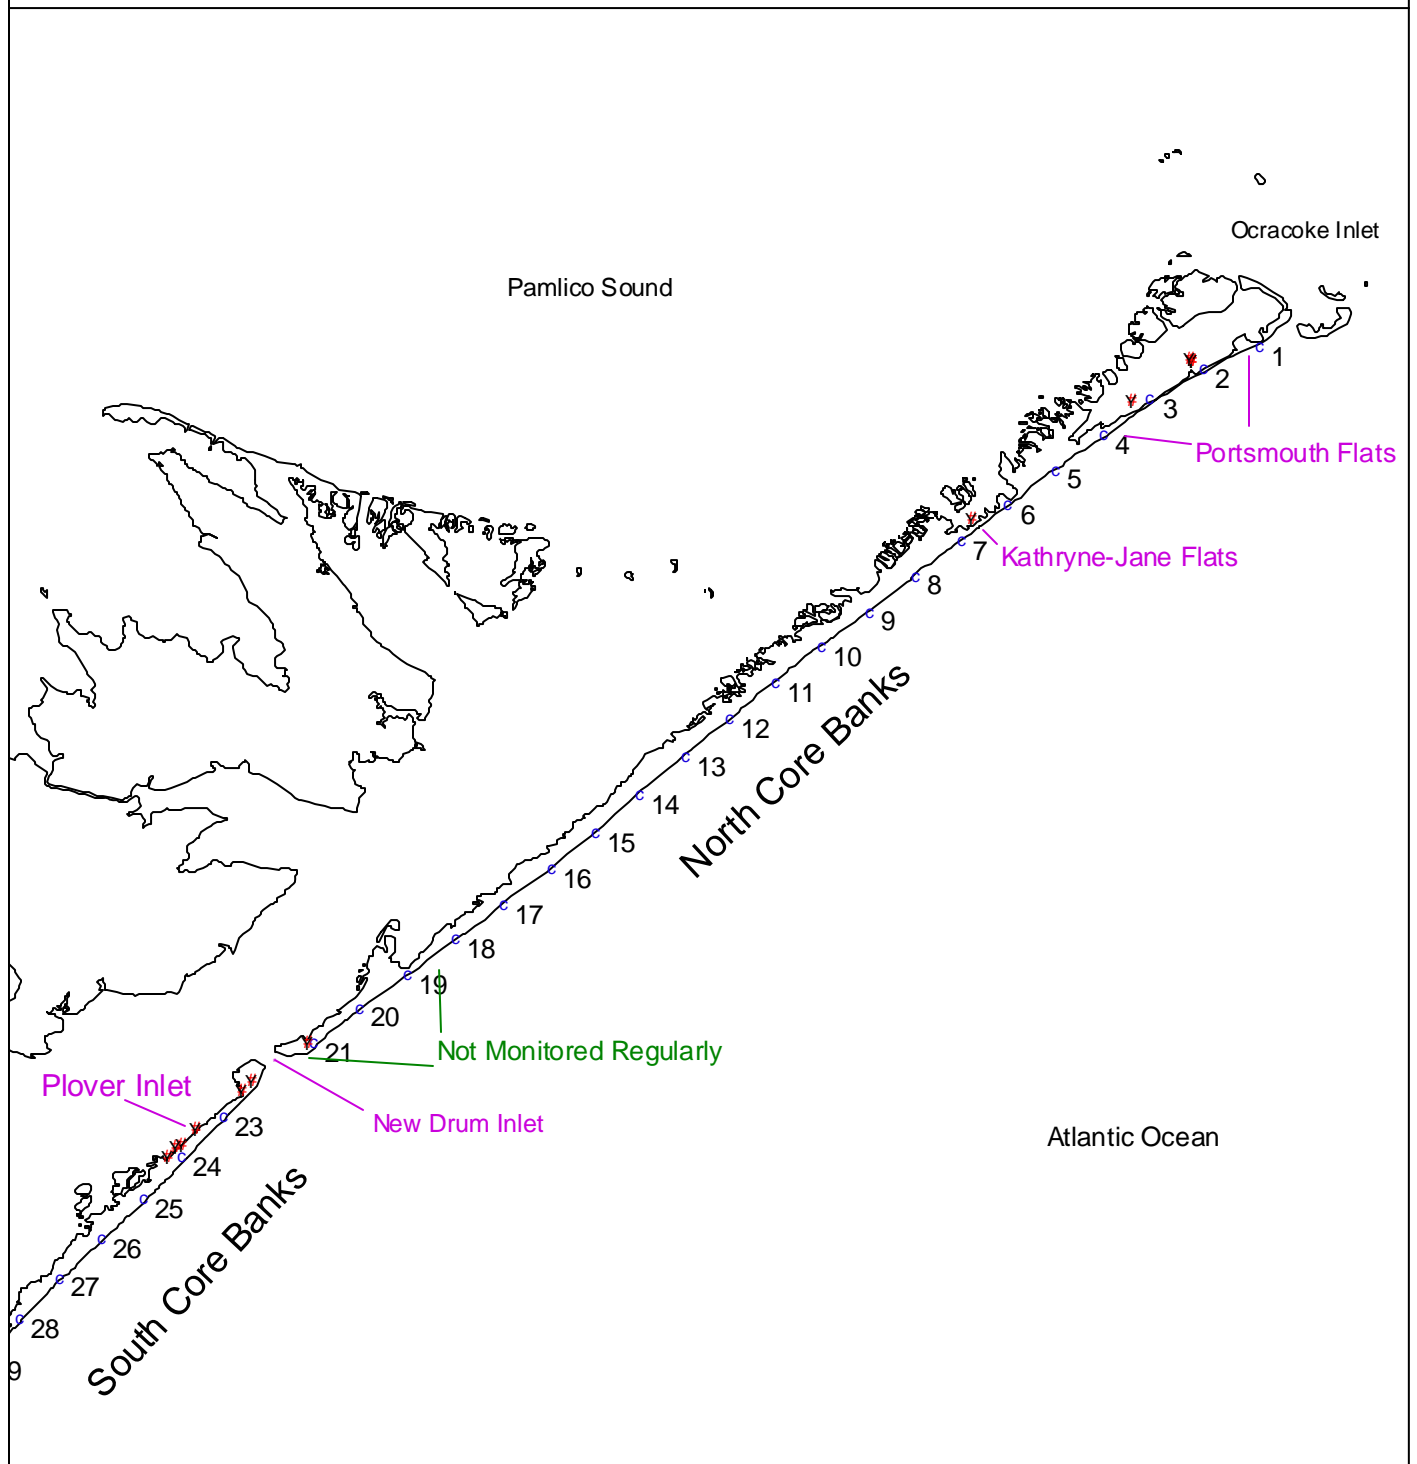 Ocracoke Inlet
Pamlico Sound
1
2
3
4
Portsmouth Flats
5
6
7
Kathryne-Jane Flats
8
9
10
11
12
North Core Banks
13
14
15
16
17
18
19
20
21
Not Monitored Regularly
Plover Inlet
New Drum Inlet
23
Atlantic Ocean
24
25
South Core Banks
26
27
28
9